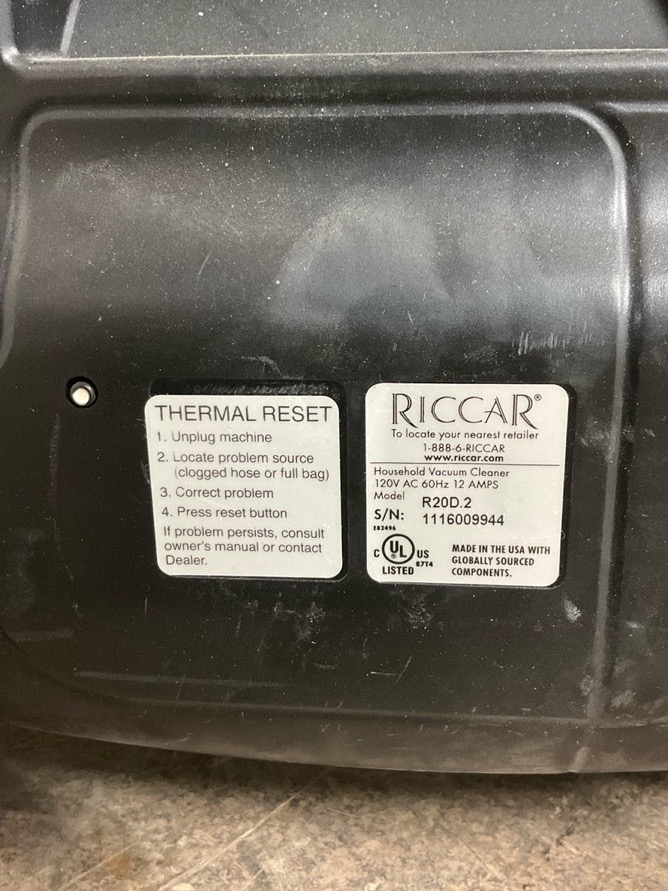 THERMAL RESET
1. Unplug machine
2. Locate problem source
(clogged hose or full bag)
3. Correct problem
4. Press reset button
If problem persists, consult
owner's manual or contact
Dealer.
RICCAR®
To locate your nearest retailer
1-888-6-RICCAR
www.riccar.com
Household Vacuum Cleaner
120V AC 60Hz 12 AMPS
Model R20D.2
S/N: 1116009944
E82496
C UL US
LISTED 87T4
MADE IN THE USA WITH
GLOBALLY SOURCED
COMPONENTS.